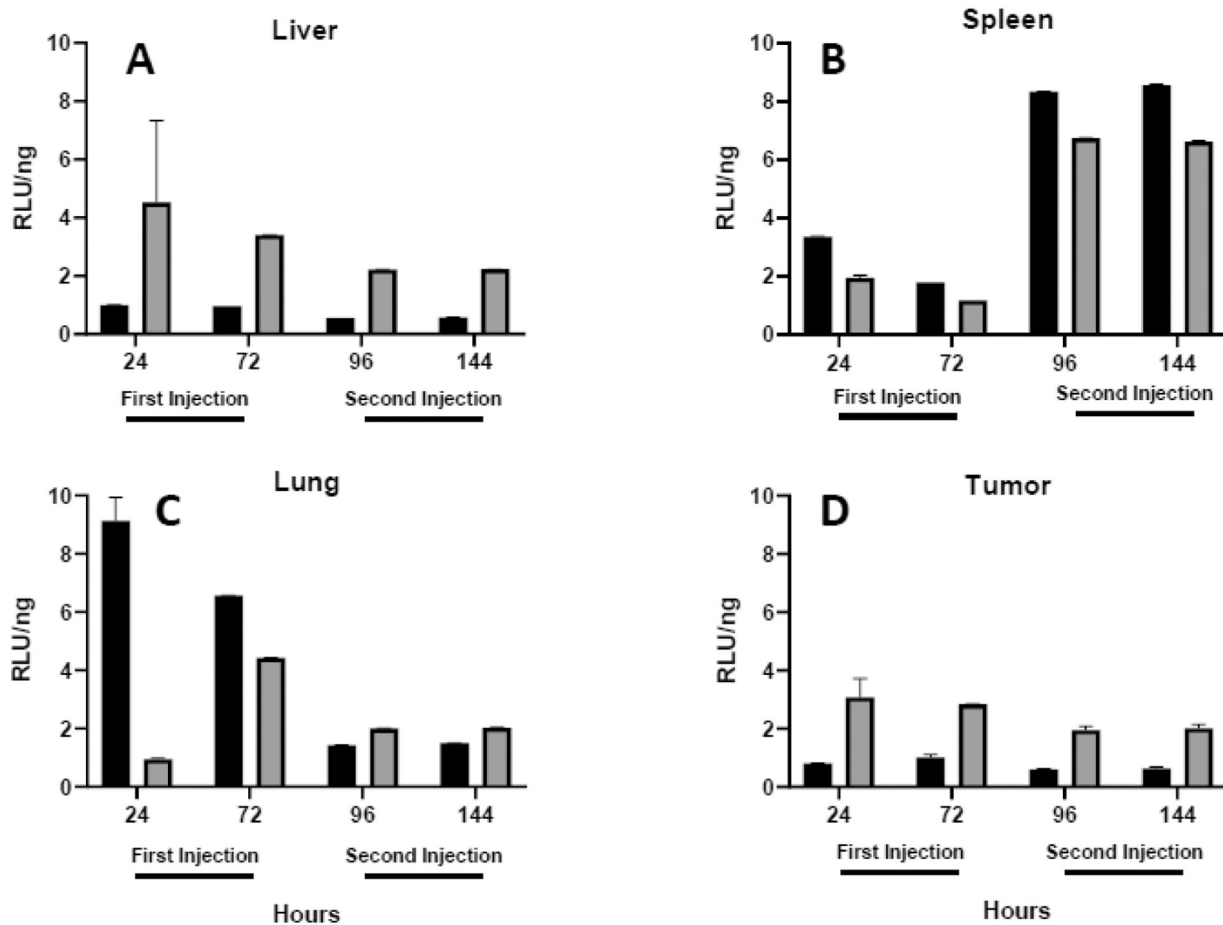 Liver
A
RLU/ng
10
8
6
4
2
0
24 72 96 144
First Injection Second Injection
Spleen
B
RLU/ng
10
8
6
4
2
0
24 72 96 144
First Injection Second Injection
Lung
C
RLU/ng
10
8
6
4
2
0
24 72 96 144
First Injection Second Injection
Hours
Tumor
D
RLU/ng
10
8
6
4
2
0
24 72 96 144
First Injection Second Injection
Hours